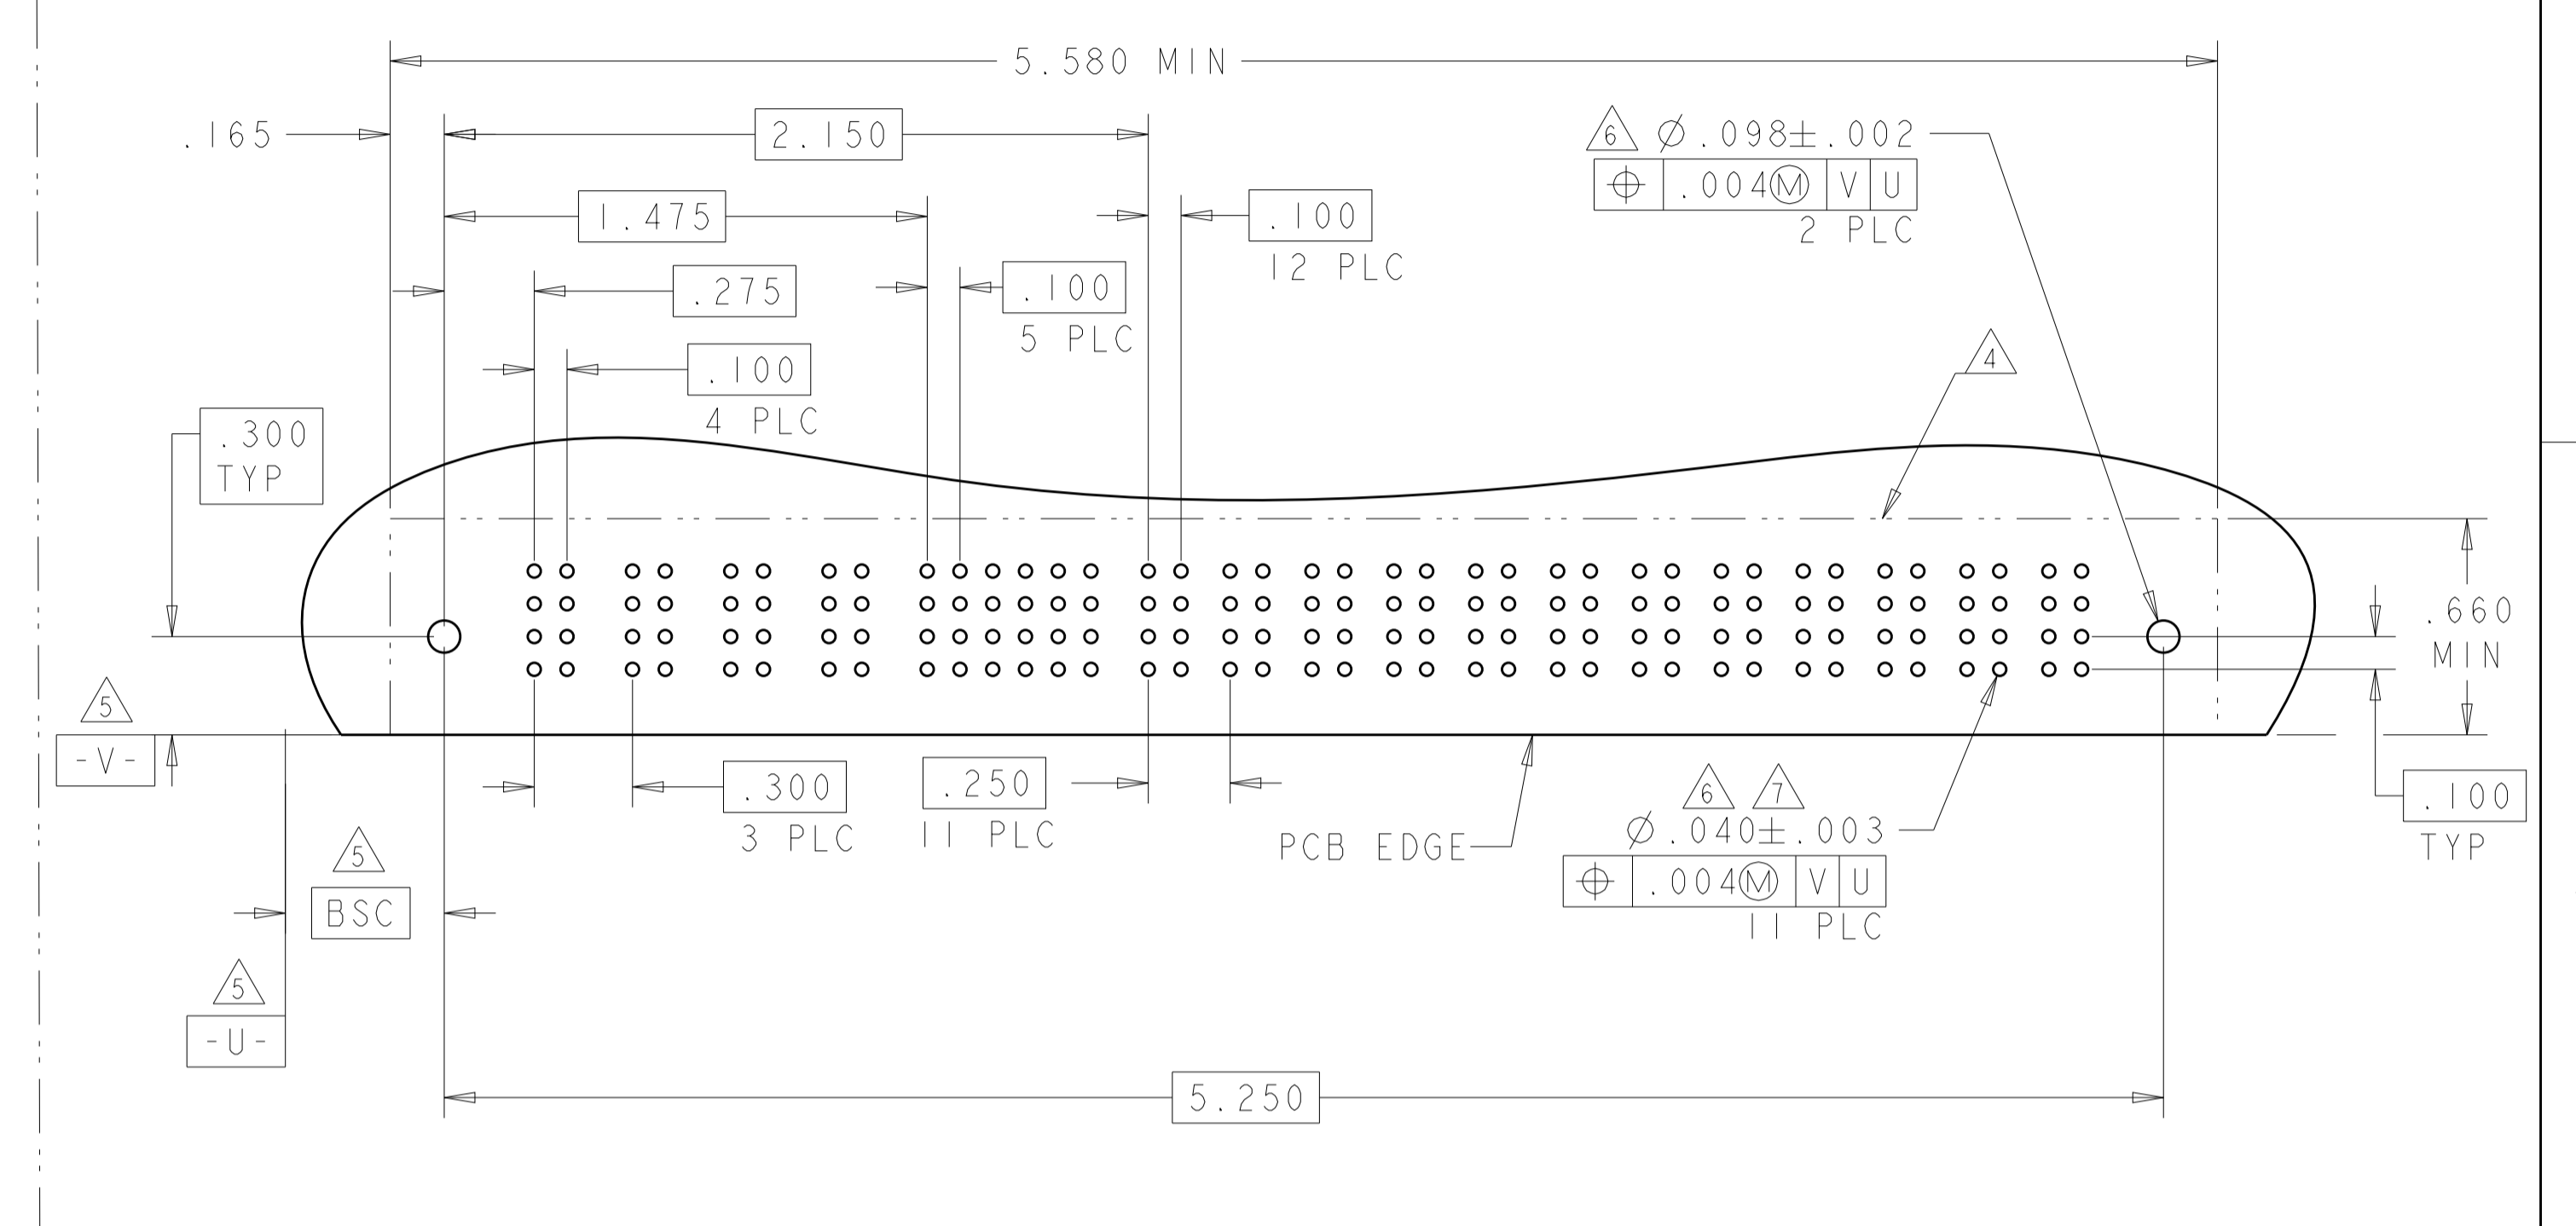 5.580 MIN
.165
2.150
6 ⌀.098±.002
⌖ .004Ⓜ V U
2 PLC
1.475
.100
12 PLC
.275
.100
5 PLC
.100
4 PLC
4
.300
TYP
.660
MIN
5
-V-
.300
3 PLC
.250
11 PLC
PCB EDGE
6 7
⌀.040±.003
⌖ .004Ⓜ V U
11 PLC
.100
TYP
5
BSC
5
-U-
5.250